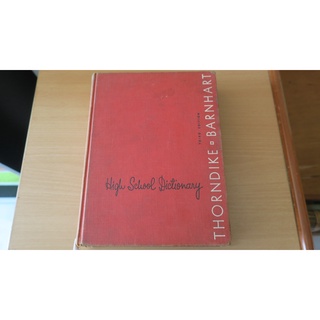 High School Dictionary
THORNDIKE = BARNHART